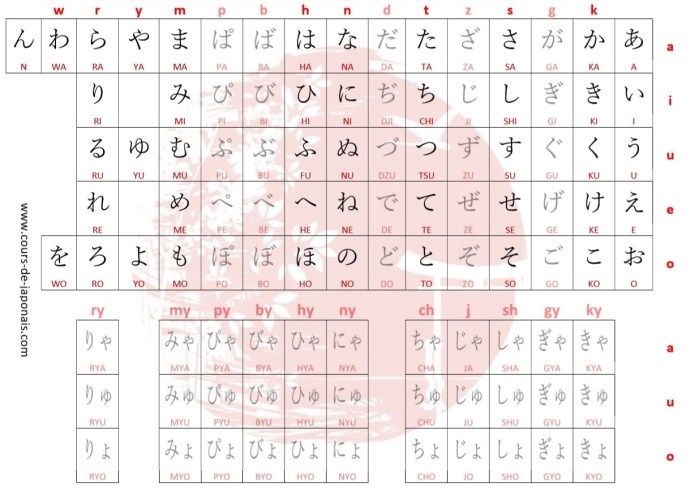 w r y m p b h n d t z s g k
ん わ ら や ま ぱ ば は な だ た ざ さ が か あ a
N WA RA YA MA PA BA HA NA DA TA ZA SA GA KA A
り み ぴ び ひ に ぢ ち じ し ぎ き い i
RI MI PI BI HI NI DJI CHI JI SHI GI KI I
る ゆ む ぷ ぶ ふ ぬ づ つ ず す ぐ く う u
RU YU MU PU BU FU NU DZU TSU ZU SU GU KU U
れ め ぺ べ へ ね で て ぜ せ げ け え e
RE ME PE BE HE NE DE TE ZE SE GE KE E
を ろ よ も ぽ ぼ ほ の ど と ぞ そ ご こ お o
WO RO YO MO PO BO HO NO DO TO ZO SO GO KO O
www.cours-de-japonais.com
ry my py by hy ny ch j sh gy ky
りゃ みゃ ぴゃ びゃ ひゃ にゃ ちゃ じゃ しゃ ぎゃ きゃ a
RYA MYA PYA BYA HYA NYA CHA JA SHA GYA KYA
りゅ みゅ ぴゅ びゅ ひゅ にゅ ちゅ じゅ しゅ ぎゅ きゅ u
RYU MYU PYU BYU HYU NYU CHU JU SHU GYU KYU
りょ みょ ぴょ びょ ひょ にょ ちょ じょ しょ ぎょ きょ o
RYO MYO PYO BYO HYO NYO CHO JO SHO GYO KYO